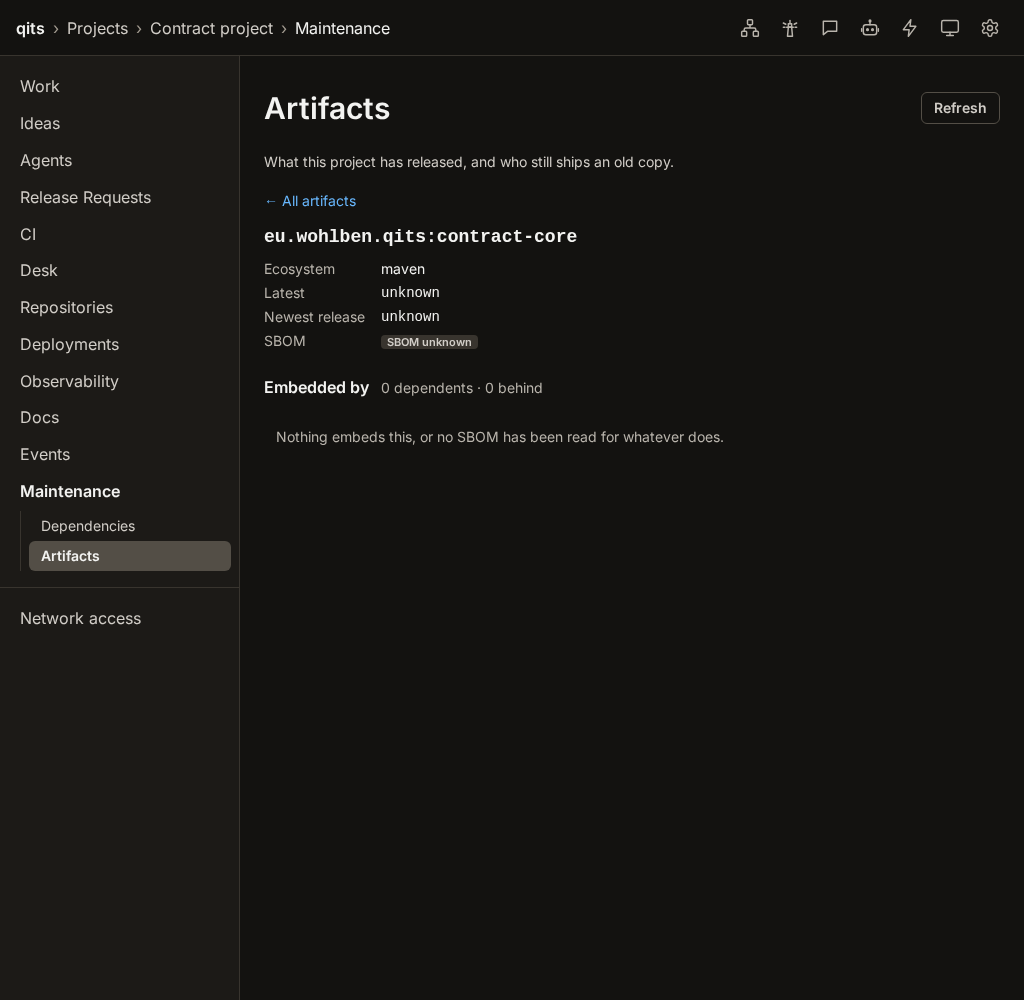 qits › Projects › Contract project › Maintenance
Work
Ideas
Agents
Release Requests
CI
Desk
Repositories
Deployments
Observability
Docs
Events
Maintenance
Dependencies
Artifacts
Network access
Artifacts
Refresh
What this project has released, and who still ships an old copy.
← All artifacts
eu.wohlben.qits:contract-core
Ecosystem maven
Latest unknown
Newest release unknown
SBOM SBOM unknown
Embedded by 0 dependents · 0 behind
Nothing embeds this, or no SBOM has been read for whatever does.